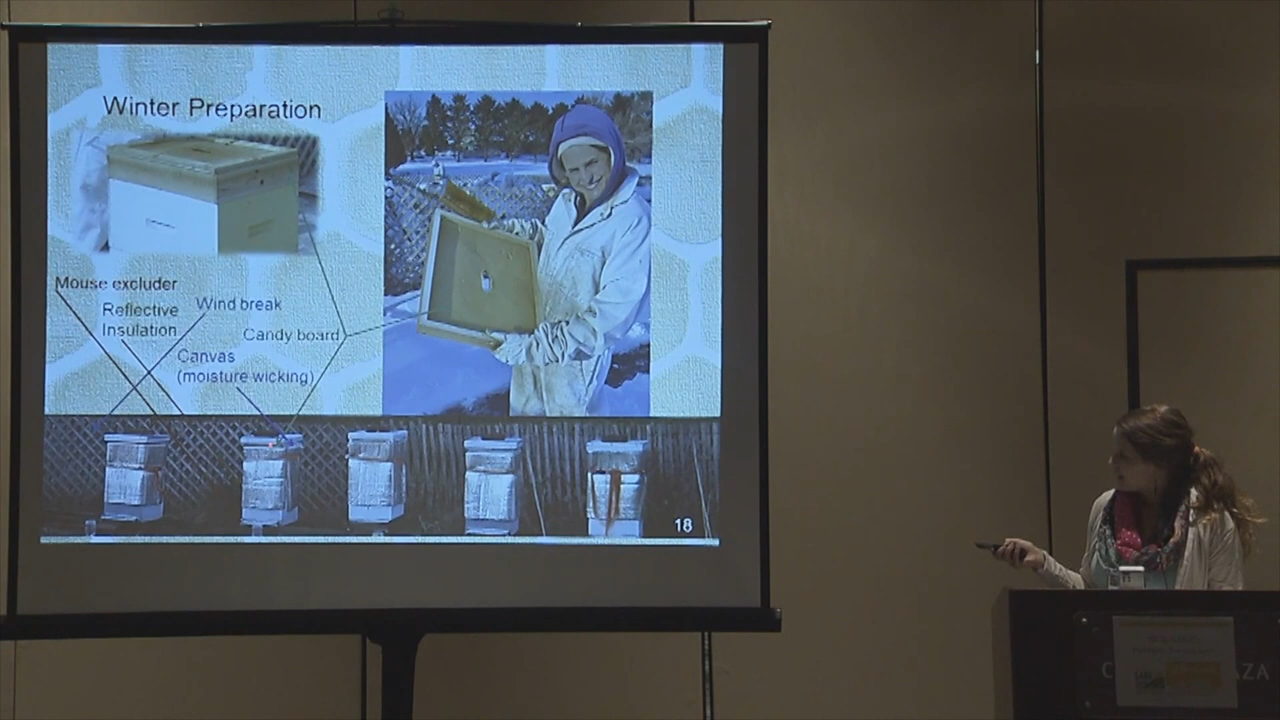 Winter Preparation
Mouse excluder
Reflective
Insulation
Wind break
Candy board
Canvas
(moisture wicking)
18